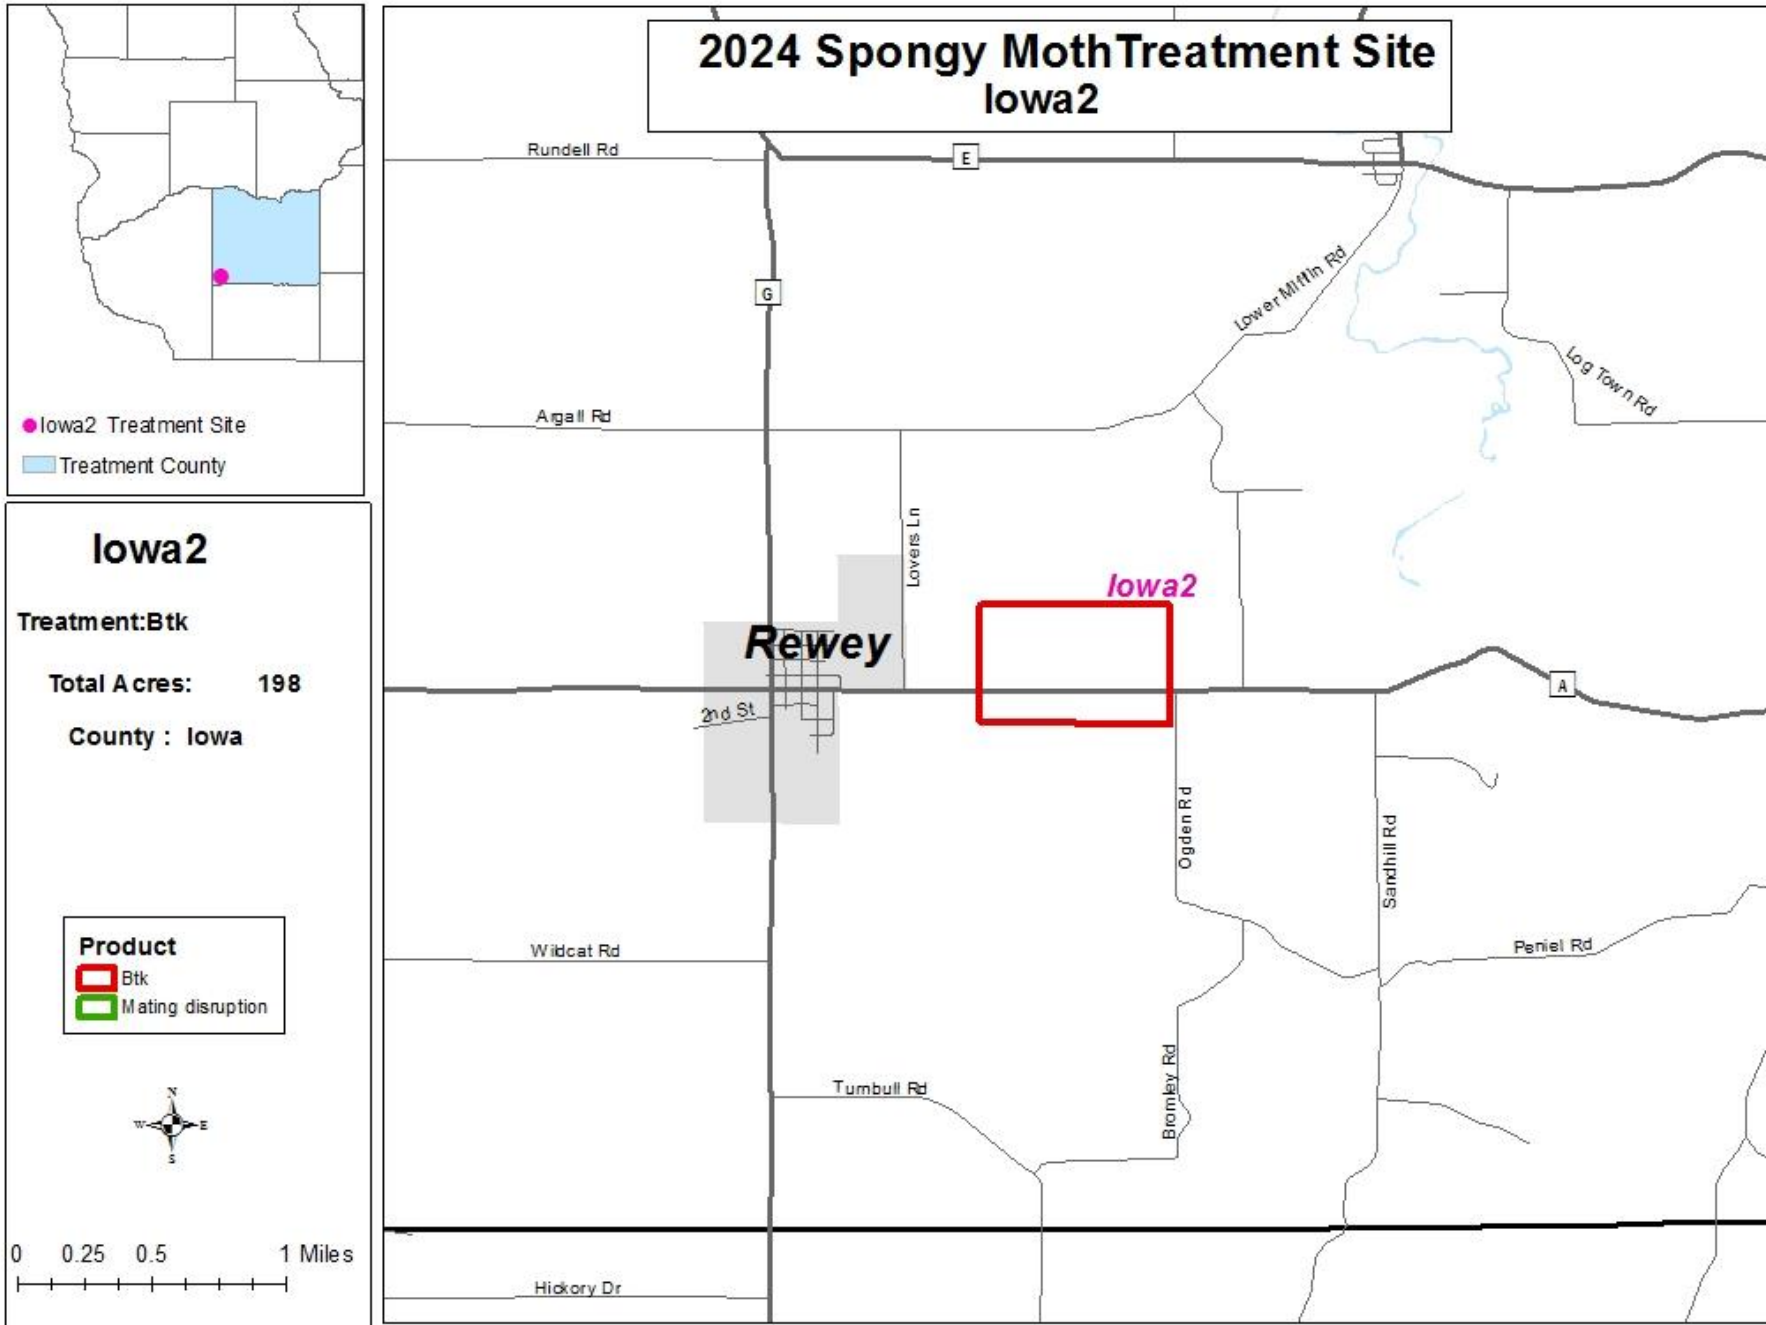 2024 Spongy MothTreatment Site
Iowa2
Iowa2 Treatment Site
Treatment County
Iowa2
Treatment:Btk
Total Acres: 198
County : Iowa
Product
Btk
Mating disruption
N
W E
S
0 0.25 0.5 1 Miles
Rundell Rd
E
G
Lower Mifflin Rd
Log Town Rd
Argall Rd
Lovers Ln
Iowa2
Rewey
A
2nd St
Ogden Rd
Sandhill Rd
Wildcat Rd
Peniel Rd
Turnbull Rd
Bromley Rd
Hickory Dr